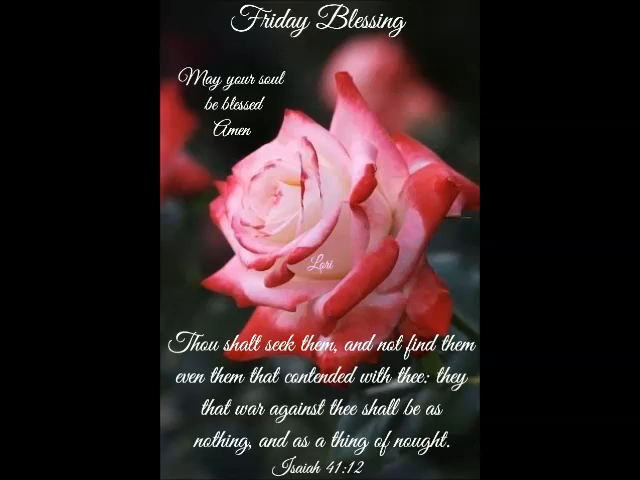 Friday Blessing
May your soul
be blessed
Amen
Lori
Thou shalt seek them, and not find them
even them that contended with thee: they
that war against thee shall be as
nothing, and as a thing of nought.
Isaiah 41:12